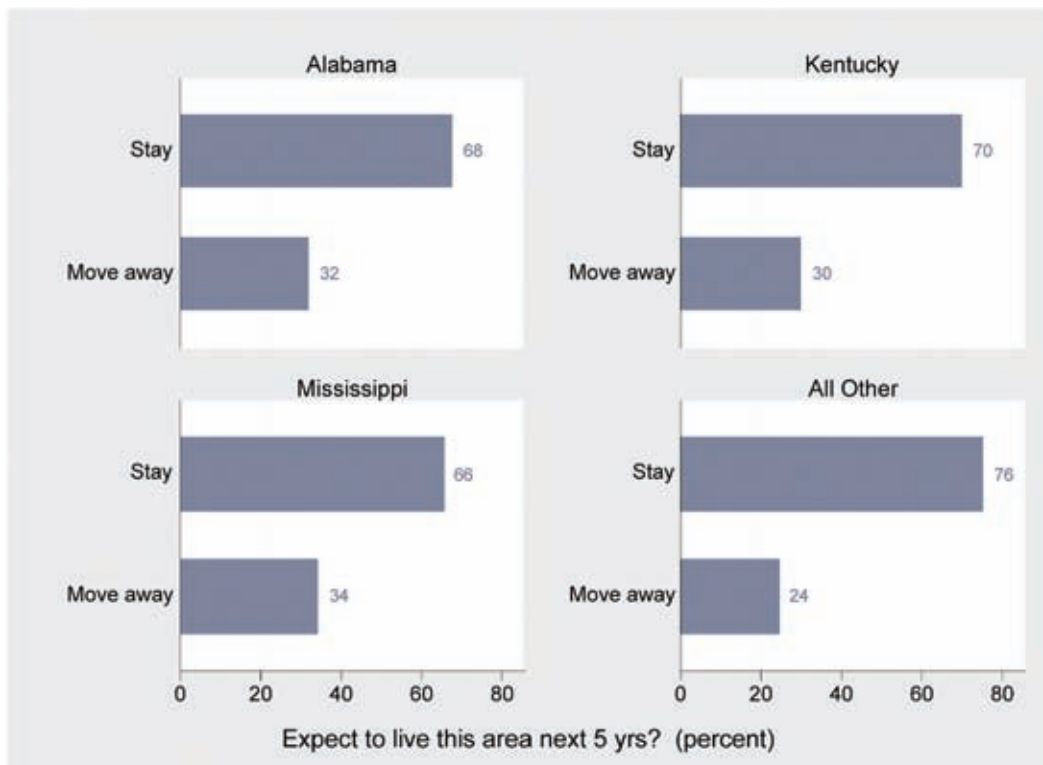 Alabama
Stay
68
Move away
32
Kentucky
Stay
70
Move away
30
Mississippi
Stay
66
Move away
34
0 20 40 60 80
All Other
Stay
76
Move away
24
0 20 40 60 80
Expect to live this area next 5 yrs? (percent)